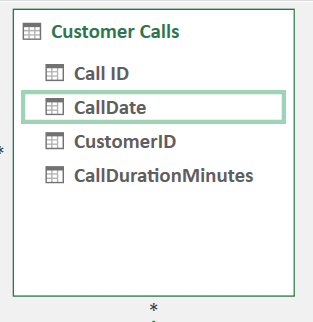 Customer Calls
Call ID
CallDate
*
CustomerID
CallDurationMinutes
*